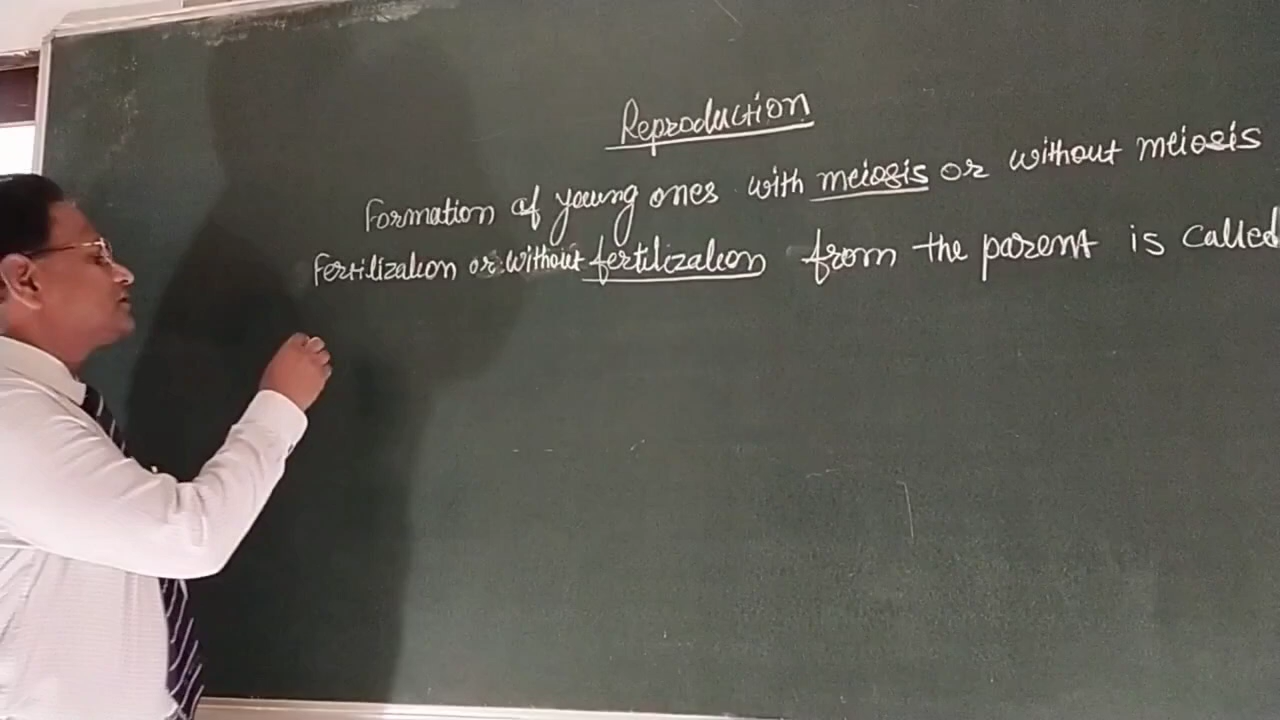 Reproduction
Formation of young ones with meiosis or without meiosis
Fertilization or without fertilization from the parent is called